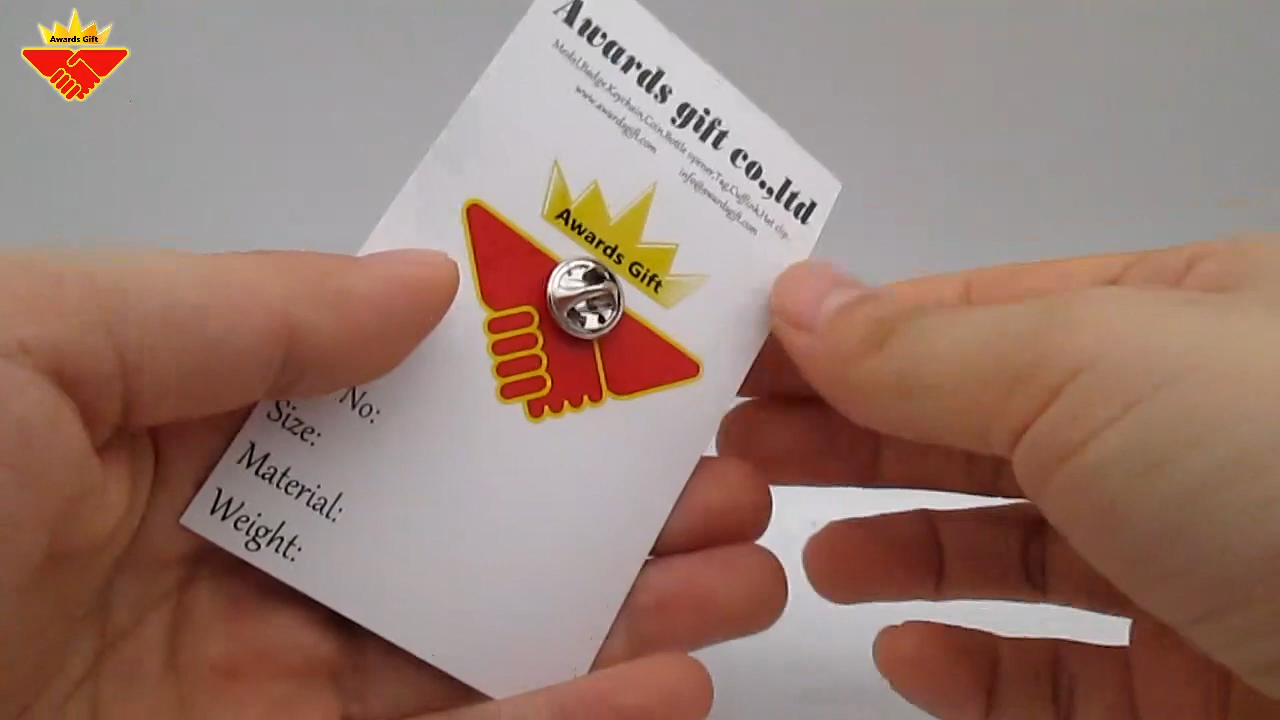 Awards Gift
Awards gift co.,ltd
Medal,Badge,Keychain,Coin,Bottle opener,Tag,Cufflink,Hat clip
www.awardsgift.com
info@awardsgift.com
Awards Gift
No:
Size:
Material:
Weight: